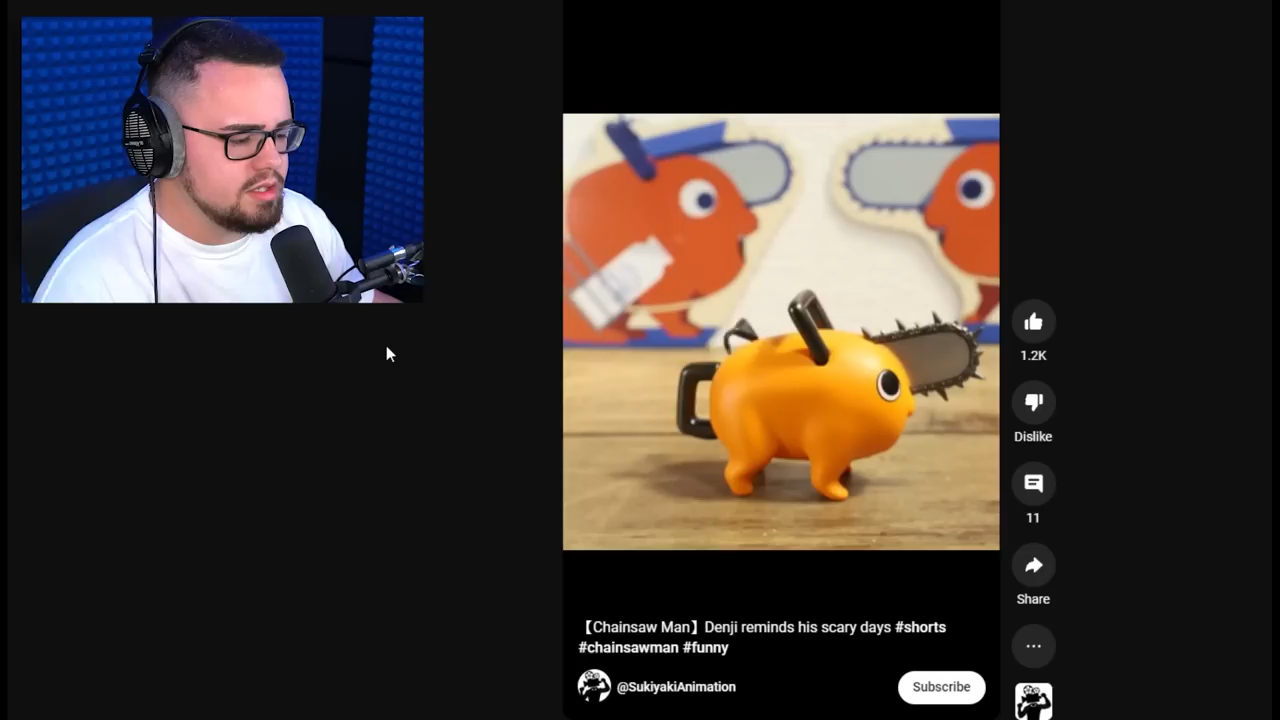 1.2K
Dislike
11
Share
【Chainsaw Man】Denji reminds his scary days #shorts
#chainsawman #funny
@SukiyakiAnimation
Subscribe